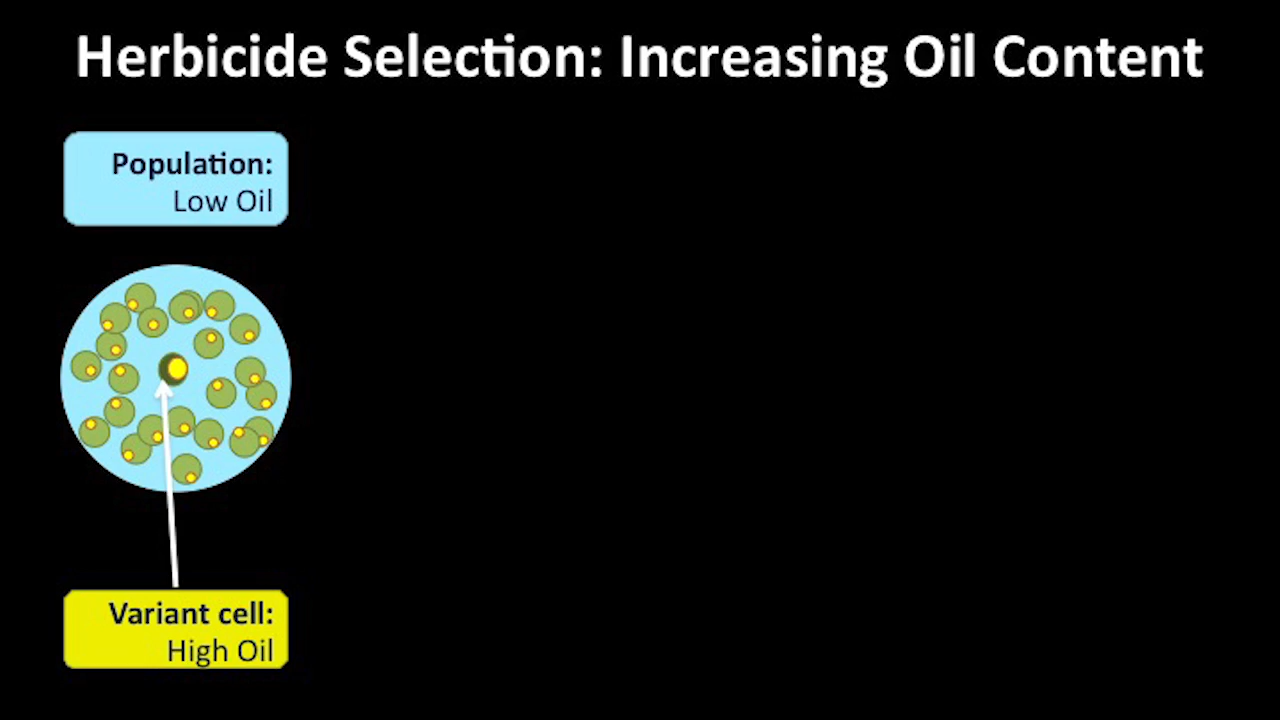 Herbicide Selection: Increasing Oil Content
Population:
Low Oil
Variant cell:
High Oil